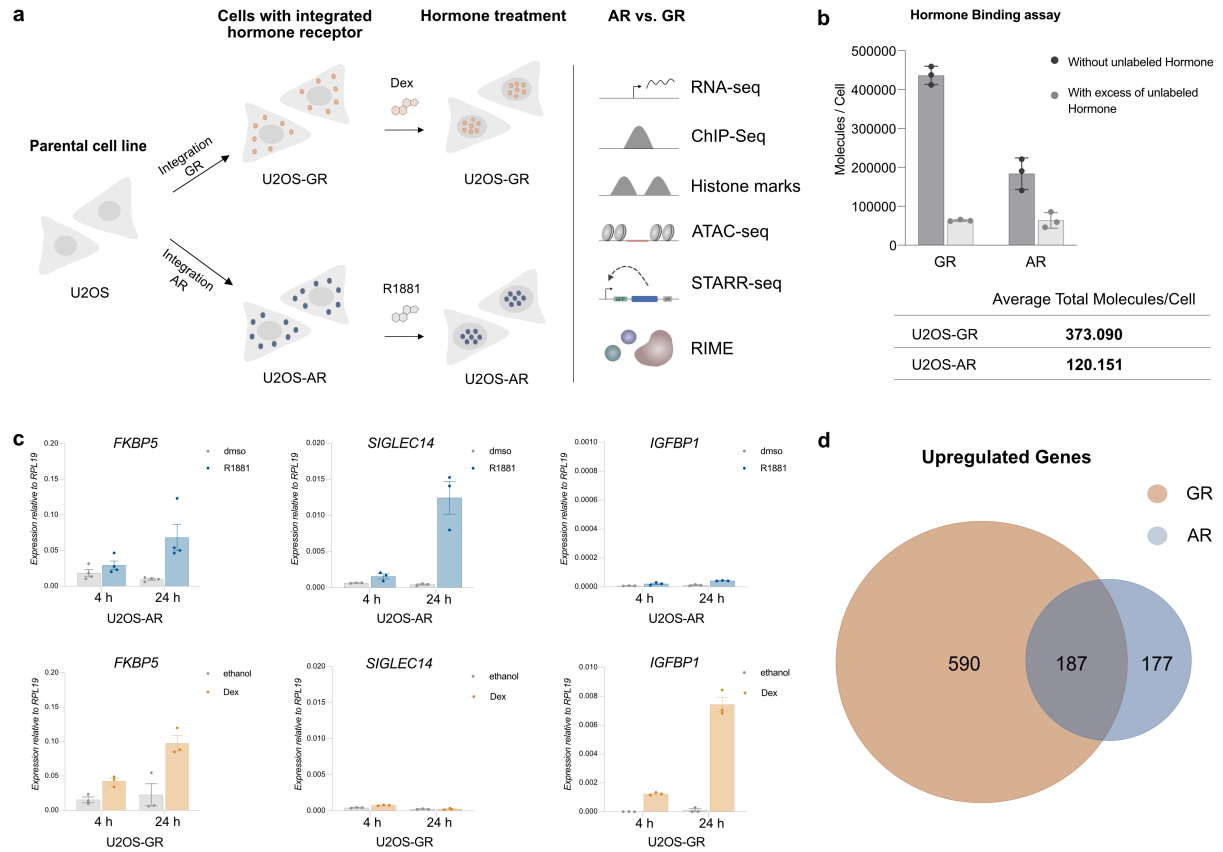 a
Cells with integrated
hormone receptor
Hormone treatment
AR vs. GR
Parental cell line
U2OS
Integration
GR
Integration
AR
U2OS-GR
U2OS-AR
Dex
R1881
U2OS-GR
U2OS-AR
RNA-seq
ChIP-Seq
Histone marks
ATAC-seq
STARR-seq
GFP
RIME
b
Hormone Binding assay
Molecules / Cell
500000
400000
300000
200000
100000
0
GR
AR
Without unlabeled Hormone
With excess of unlabeled
Hormone
Average Total Molecules/Cell
U2OS-GR 373.090
U2OS-AR 120.151
c
FKBP5
Expression relative to RPL19
0.20
0.15
0.10
0.05
0.00
dmso
R1881
4 h 24 h
U2OS-AR
SIGLEC14
Expression relative to RPL19
0.020
0.015
0.010
0.005
0.000
4 h 24 h
U2OS-AR
dmso
R1881
IGFBP1
Expression relative to RPL19
0.0010
0.0008
0.0006
0.0004
0.0002
0.0000
dmso
R1881
4 h 24 h
U2OS-AR
FKBP5
Expression relative to RPL19
0.20
0.15
0.10
0.05
0.00
ethanol
Dex
4 h 24 h
U2OS-GR
SIGLEC14
Expression relative to RPL19
0.020
0.015
0.010
0.005
0.000
ethanol
Dex
4 h 24 h
U2OS-GR
IGFBP1
Expression relative to RPL19
0.010
0.008
0.006
0.004
0.002
0.000
ethanol
Dex
4 h 24 h
U2OS-GR
d
Upregulated Genes
GR
AR
590
187
177